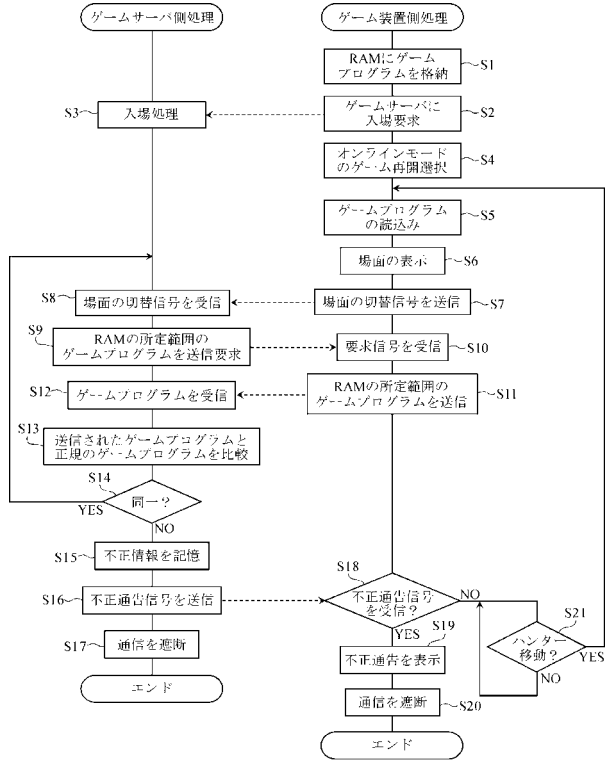 ゲームサーバ側処理
ゲーム装置側処理
RAMにゲーム
プログラムを格納
S1
S3
入場処理
ゲームサーバに
入場要求
S2
オンラインモード
のゲーム再開選択
S4
ゲームプログラム
の読込み
S5
場面の表示
S6
S8
場面の切替信号を受信
場面の切替信号を送信
S7
S9
RAMの所定範囲の
ゲームプログラムを送信要求
要求信号を受信
S10
S12
ゲームプログラムを受信
RAMの所定範囲の
ゲームプログラムを送信
S11
S13
送信されたゲームプログラムと
正規のゲームプログラムを比較
S14
同一？
YES
NO
S15
不正情報を記憶
S16
不正通告信号を送信
S18
不正通告信号
を受信？
NO
YES
S21
ハンター
移動？
YES
NO
S17
通信を遮断
S19
不正通告を表示
エンド
通信を遮断
S20
エンド